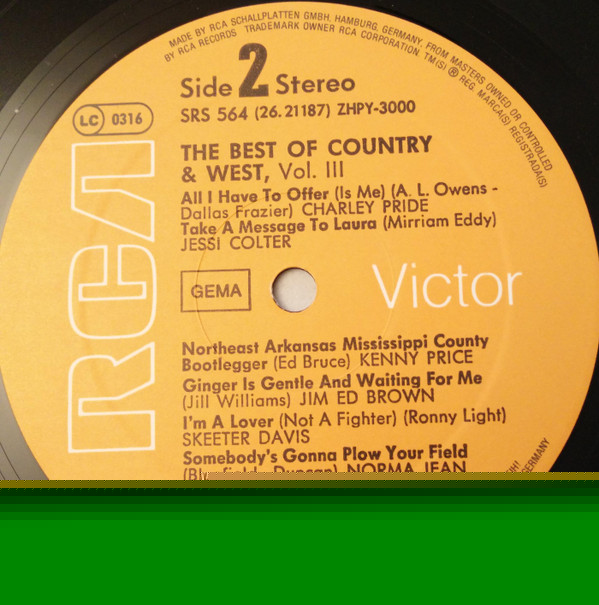 MADE BY RCA SCHALLPLATTEN GMBH, HAMBURG, GERMANY, FROM MASTERS OWNED OR CONTROLLED
BY RCA RECORDS TRADEMARK OWNER RCA CORPORATION. TM(S) ® REG. MARCA(S) REGISTRADA(S)
Side 2 Stereo
SRS 564 (26.21187) ZHPY-3000
LC 0316
RCA
THE BEST OF COUNTRY
& WEST, Vol. III
All I Have To Offer (Is Me) (A. L. Owens -
Dallas Frazier) CHARLEY PRIDE
Take A Message To Laura (Mirriam Eddy)
JESSI COLTER
GEMA
Victor
Northeast Arkansas Mississippi County
Bootlegger (Ed Bruce) KENNY PRICE
Ginger Is Gentle And Waiting For Me
(Jill Williams) JIM ED BROWN
I'm A Lover (Not A Fighter) (Ronny Light)
SKEETER DAVIS
Somebody's Gonna Plow Your Field
Duncan) NORMA JEAN
GERMANY